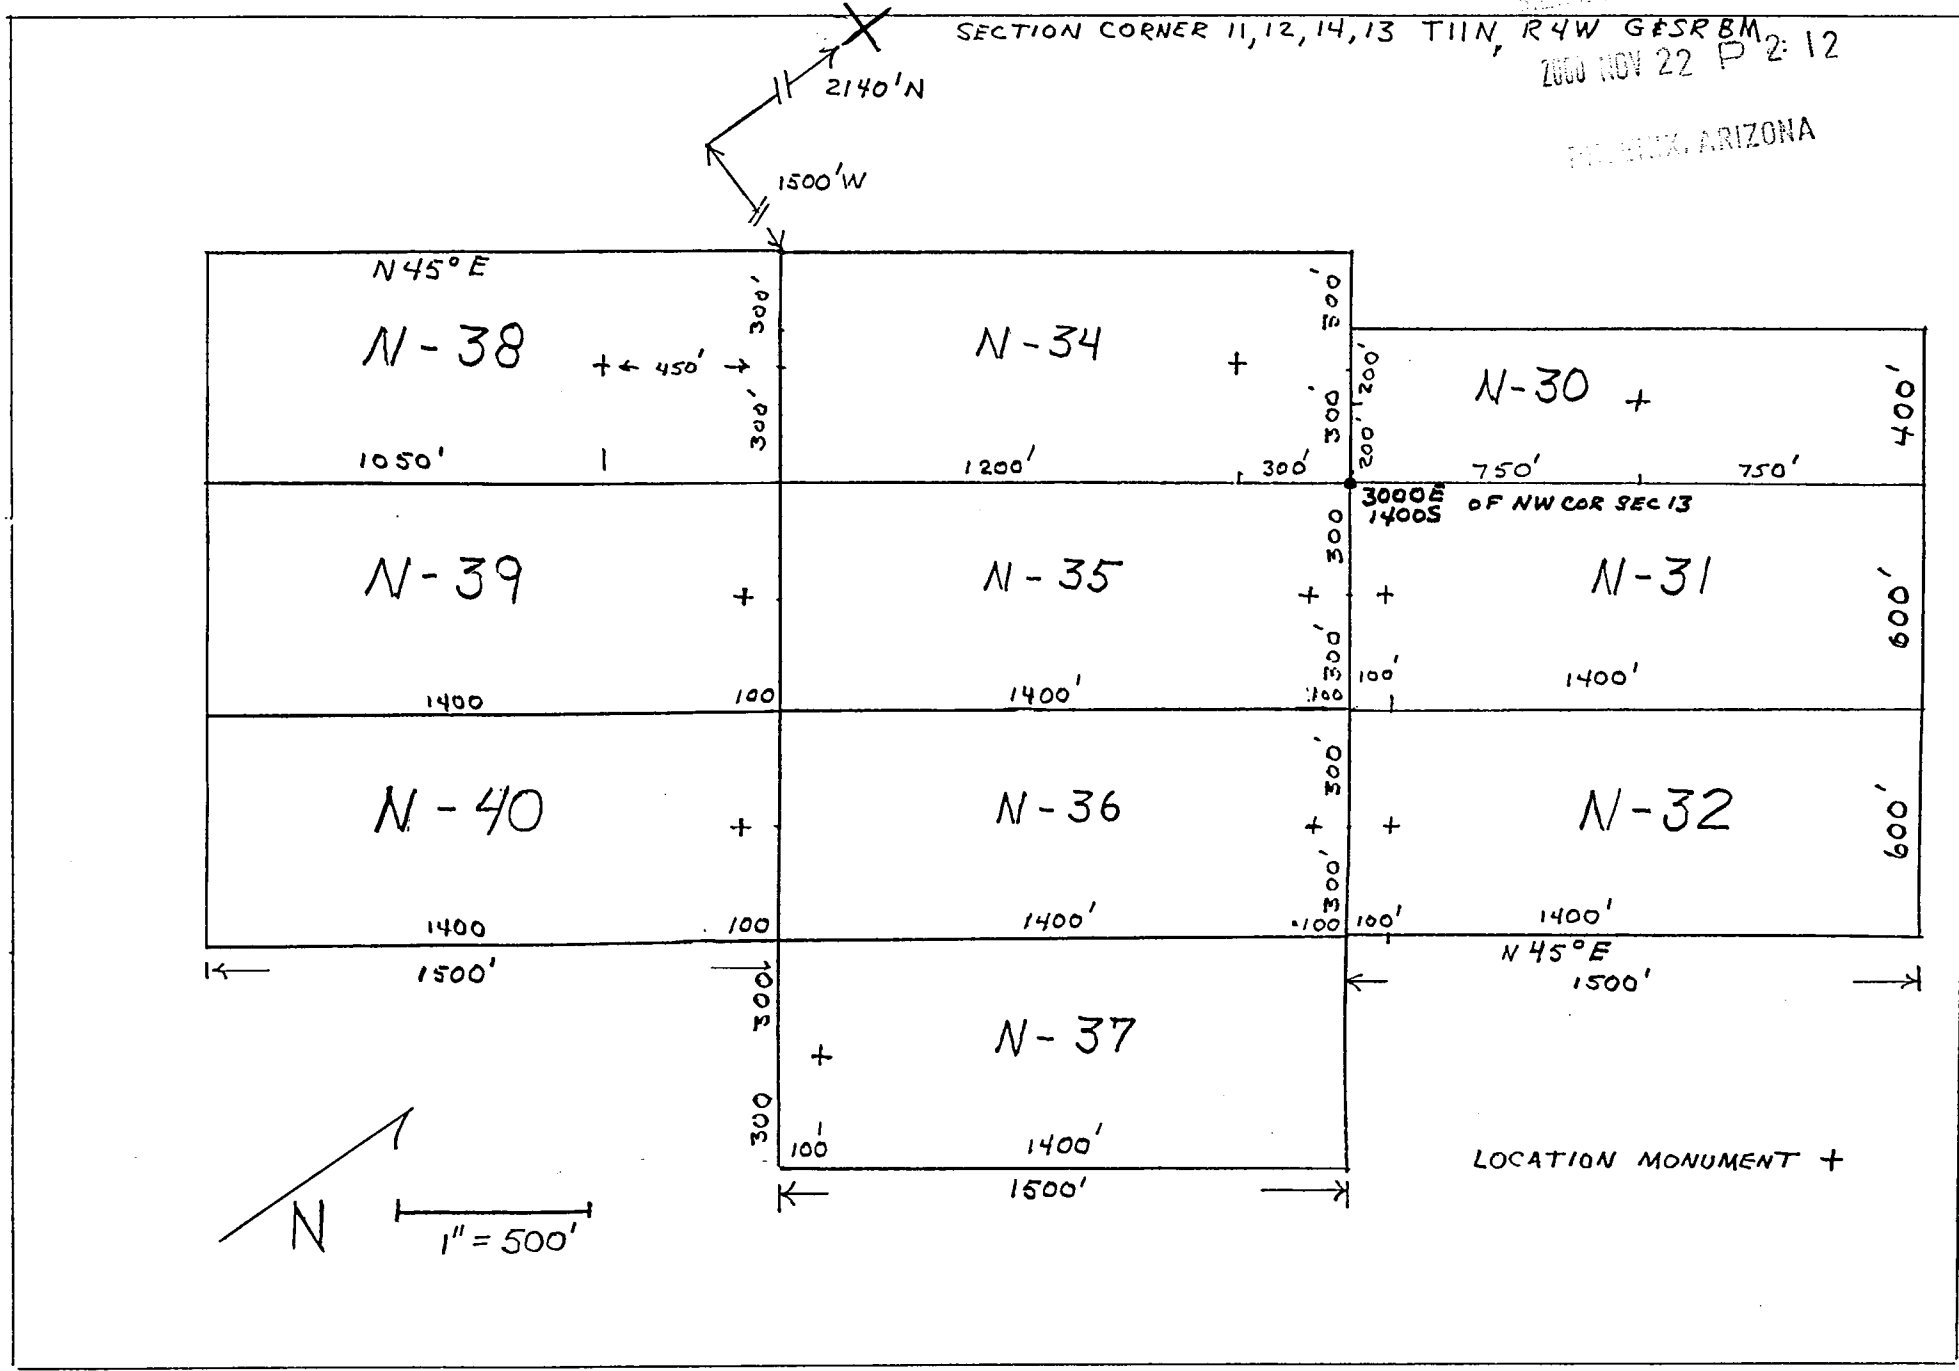 SECTION CORNER 11, 12, 14, 13 T11N, R4W G&SRBM
2000 NOV 22 P 2: 12
ARIZONA
2140'N
1500'W
N 45° E
N-38
450'
300'
300'
1050'
N-34
300'
300'
1200'
300'
N-30
200'
200'
400'
750'
750'
3000E
1400S
OF NW COR SEC 13
N-39
1400
100
N-35
300
300'
1400'
100
N-31
600'
100'
1400'
N-40
1400
100
N-36
300'
300'
1400'
100
N-32
600'
100'
1400'
N 45° E
1500'
1500'
N-37
300
300
100'
1400'
1500'
LOCATION MONUMENT +
N
1" = 500'